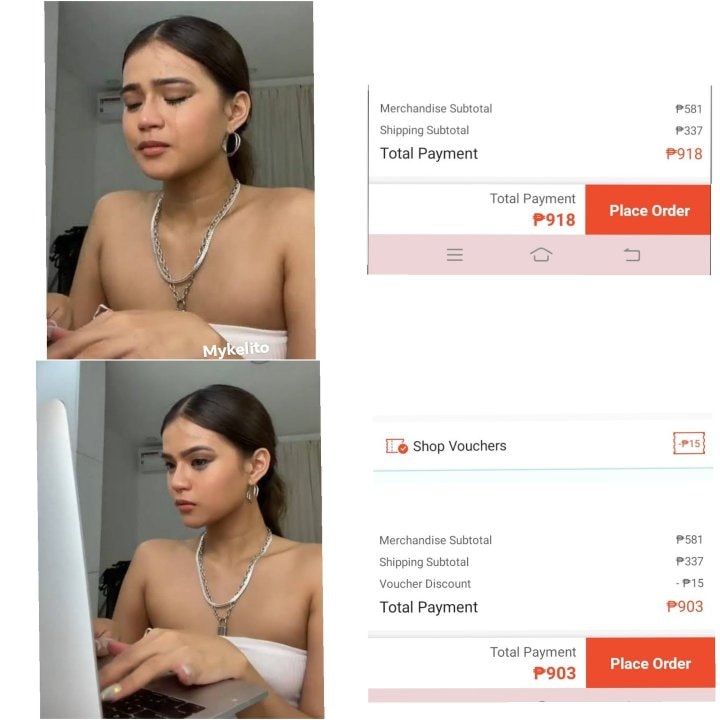 Merchandise Subtotal ₱581
Shipping Subtotal ₱337
Total Payment ₱918
Total Payment
₱918
Place Order
Mykelito
Shop Vouchers -₱15
Merchandise Subtotal ₱581
Shipping Subtotal ₱337
Voucher Discount - ₱15
Total Payment ₱903
Total Payment
₱903
Place Order